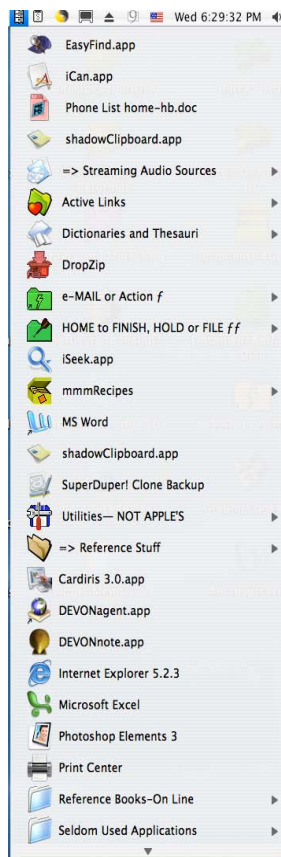 Wed 6:29:32 PM
EasyFind.app
iCan.app
Phone List home-hb.doc
shadowClipboard.app
=> Streaming Audio Sources
Active Links
Dictionaries and Thesauri
DropZip
e-MAIL or Action ƒ
HOME to FINISH, HOLD or FILE ƒƒ
iSeek.app
mmmRecipes
MS Word
shadowClipboard.app
SuperDuper! Clone Backup
Utilities— NOT APPLE'S
=> Reference Stuff
Cardiris 3.0.app
DEVONagent.app
DEVONnote.app
Internet Explorer 5.2.3
Microsoft Excel
Photoshop Elements 3
Print Center
Reference Books-On Line
Seldom Used Applications